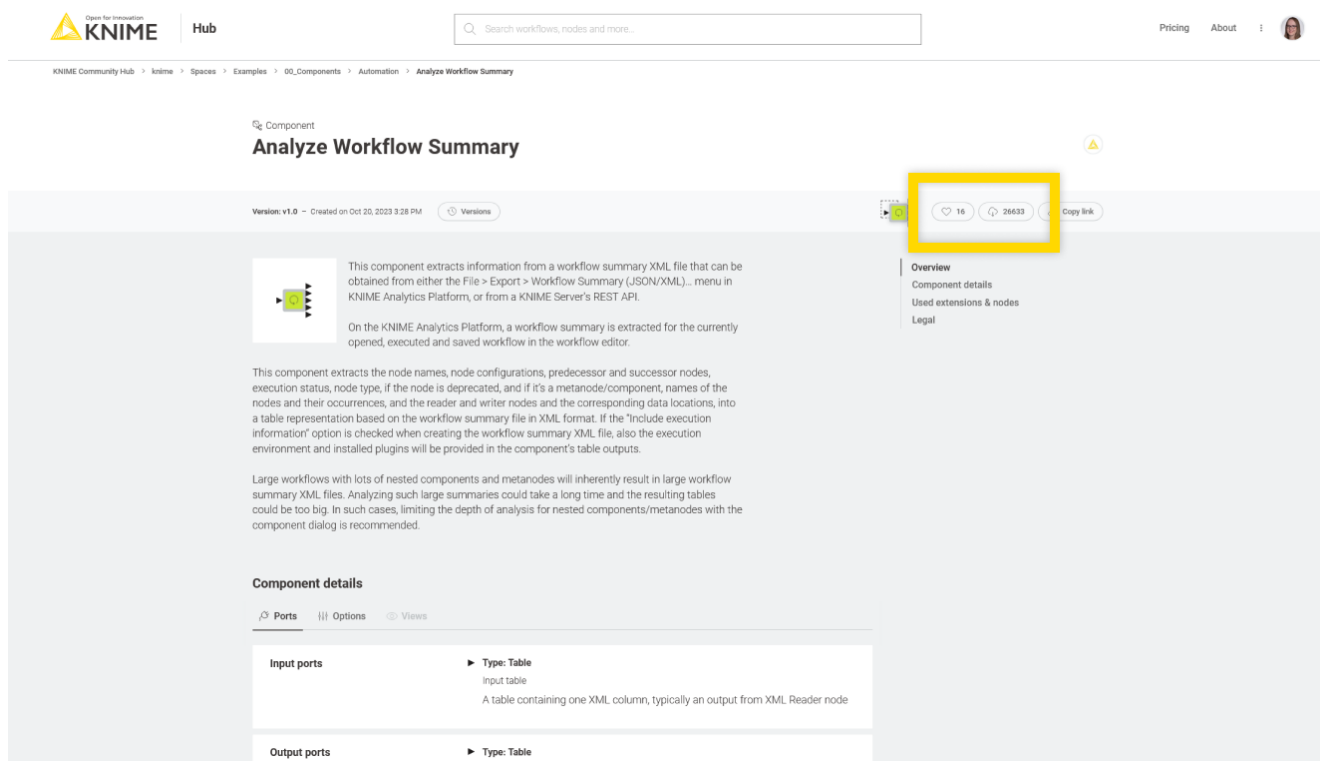 Open for Innovation
KNIME
Hub
Search workflows, nodes and more...
Pricing About
KNIME Community Hub > knime > Spaces > Examples > 00_Components > Automation > Analyze Workflow Summary
Component
Analyze Workflow Summary
Version: v1.0 – Created on Oct 20, 2023 3:28 PM Versions 16 26633 Copy link
This component extracts information from a workflow summary XML file that can be
obtained from either the File > Export > Workflow Summary (JSON/XML)... menu in
KNIME Analytics Platform, or from a KNIME Server's REST API.
On the KNIME Analytics Platform, a workflow summary is extracted for the currently
opened, executed and saved workflow in the workflow editor.
This component extracts the node names, node configurations, predecessor and successor nodes,
execution status, node type, if the node is deprecated, and if it's a metanode/component, names of the
nodes and their occurrences, and the reader and writer nodes and the corresponding data locations, into
a table representation based on the workflow summary file in XML format. If the "Include execution
information" option is checked when creating the workflow summary XML file, also the execution
environment and installed plugins will be provided in the component's table outputs.
Large workflows with lots of nested components and metanodes will inherently result in large workflow
summary XML files. Analyzing such large summaries could take a long time and the resulting tables
could be too big. In such cases, limiting the depth of analysis for nested components/metanodes with the
component dialog is recommended.
Overview
Component details
Used extensions & nodes
Legal
Component details
Ports Options Views
Input ports
Type: Table
Input table
A table containing one XML column, typically an output from XML Reader node
Output ports
Type: Table